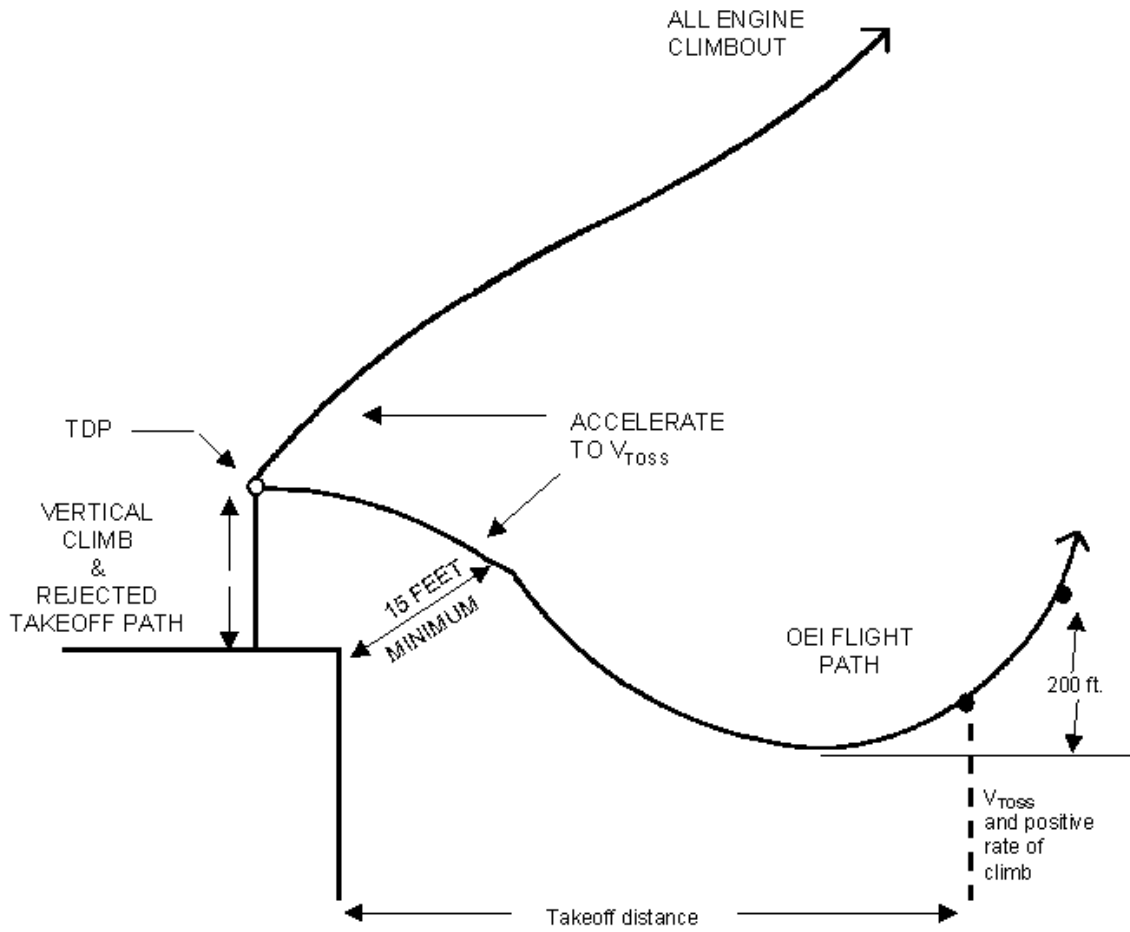 ALL ENGINE
CLIMBOUT
TDP
ACCELERATE
TO VTOSS
VERTICAL
CLIMB
&
REJECTED
TAKEOFF PATH
15 FEET
MINIMUM
OEI FLIGHT
PATH
200 ft.
VTOSS
and positive
rate of
climb
Takeoff distance